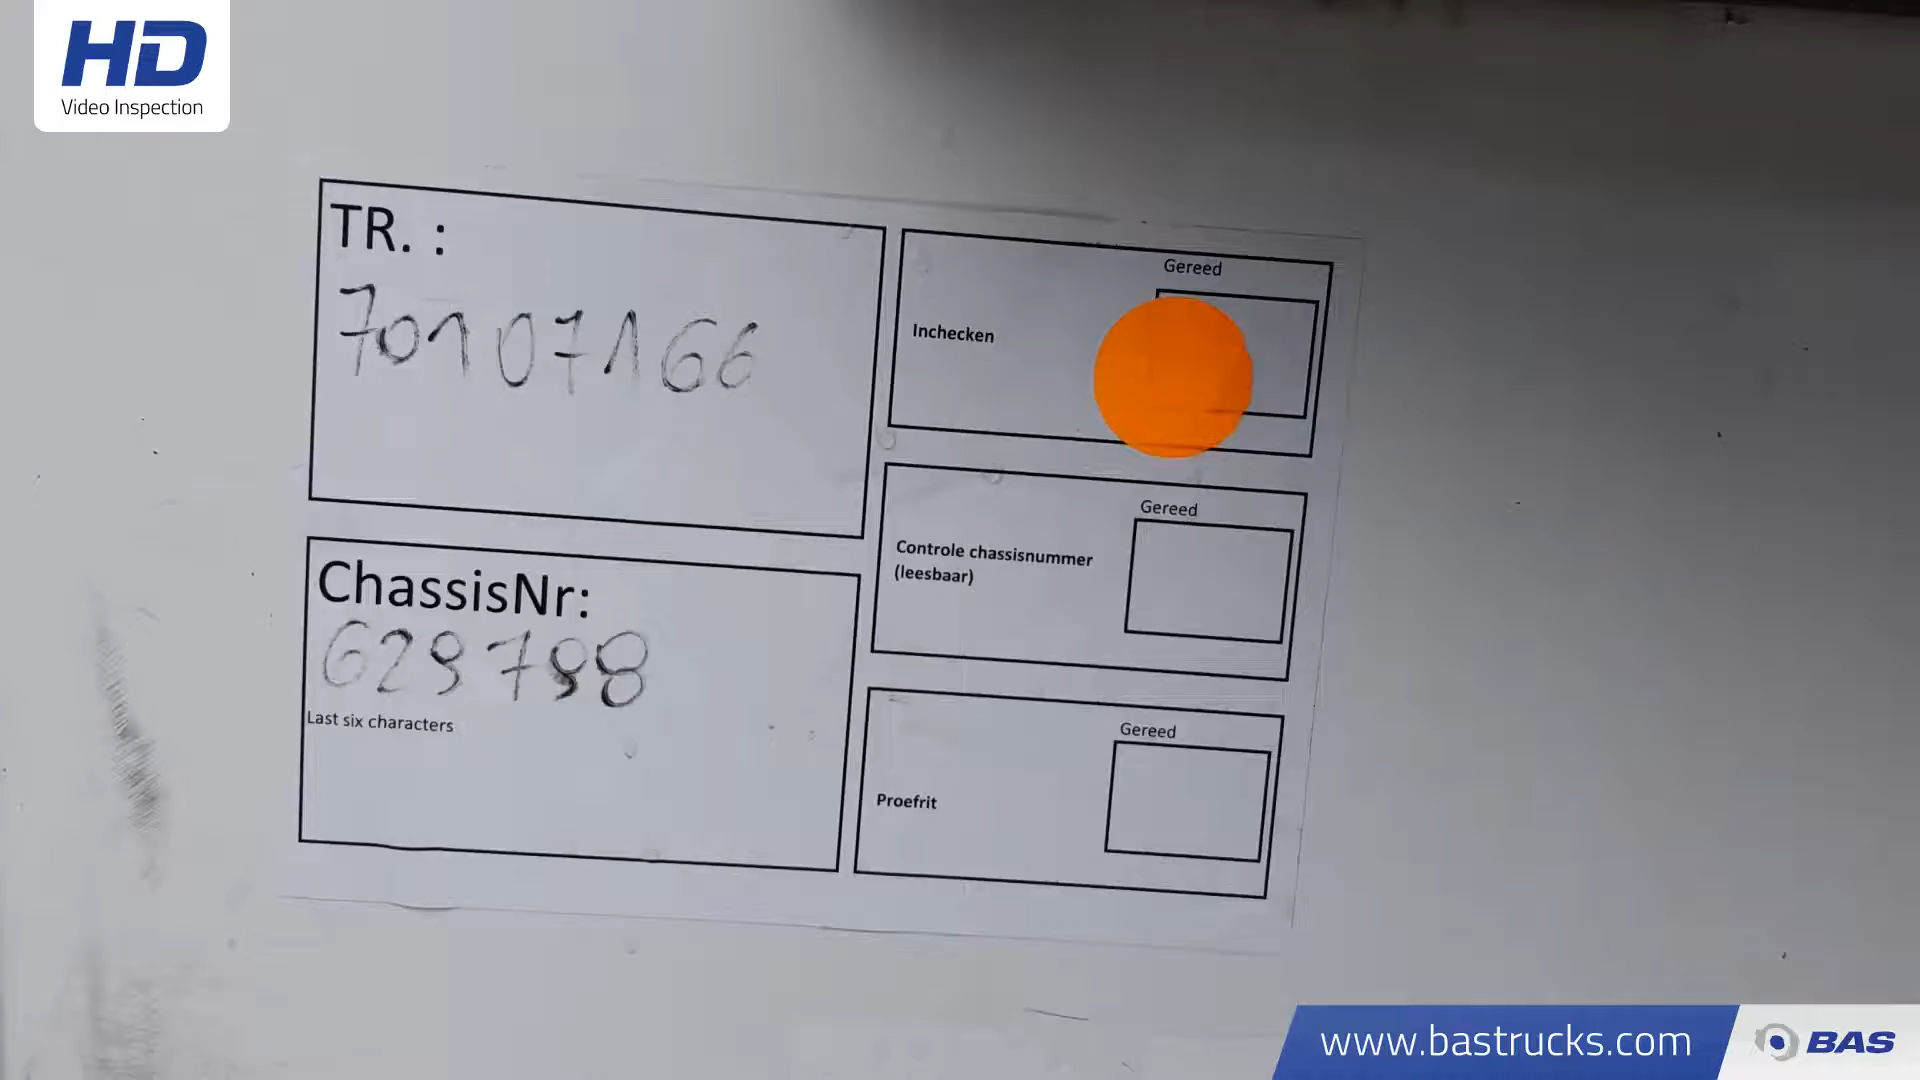 HD
Video Inspection
TR. :
70107166
ChassisNr:
629798
Last six characters
Gereed
Inchecken
Gereed
Controle chassisnummer
(leesbaar)
Gereed
Proefrit
www.bastrucks.com
BAS